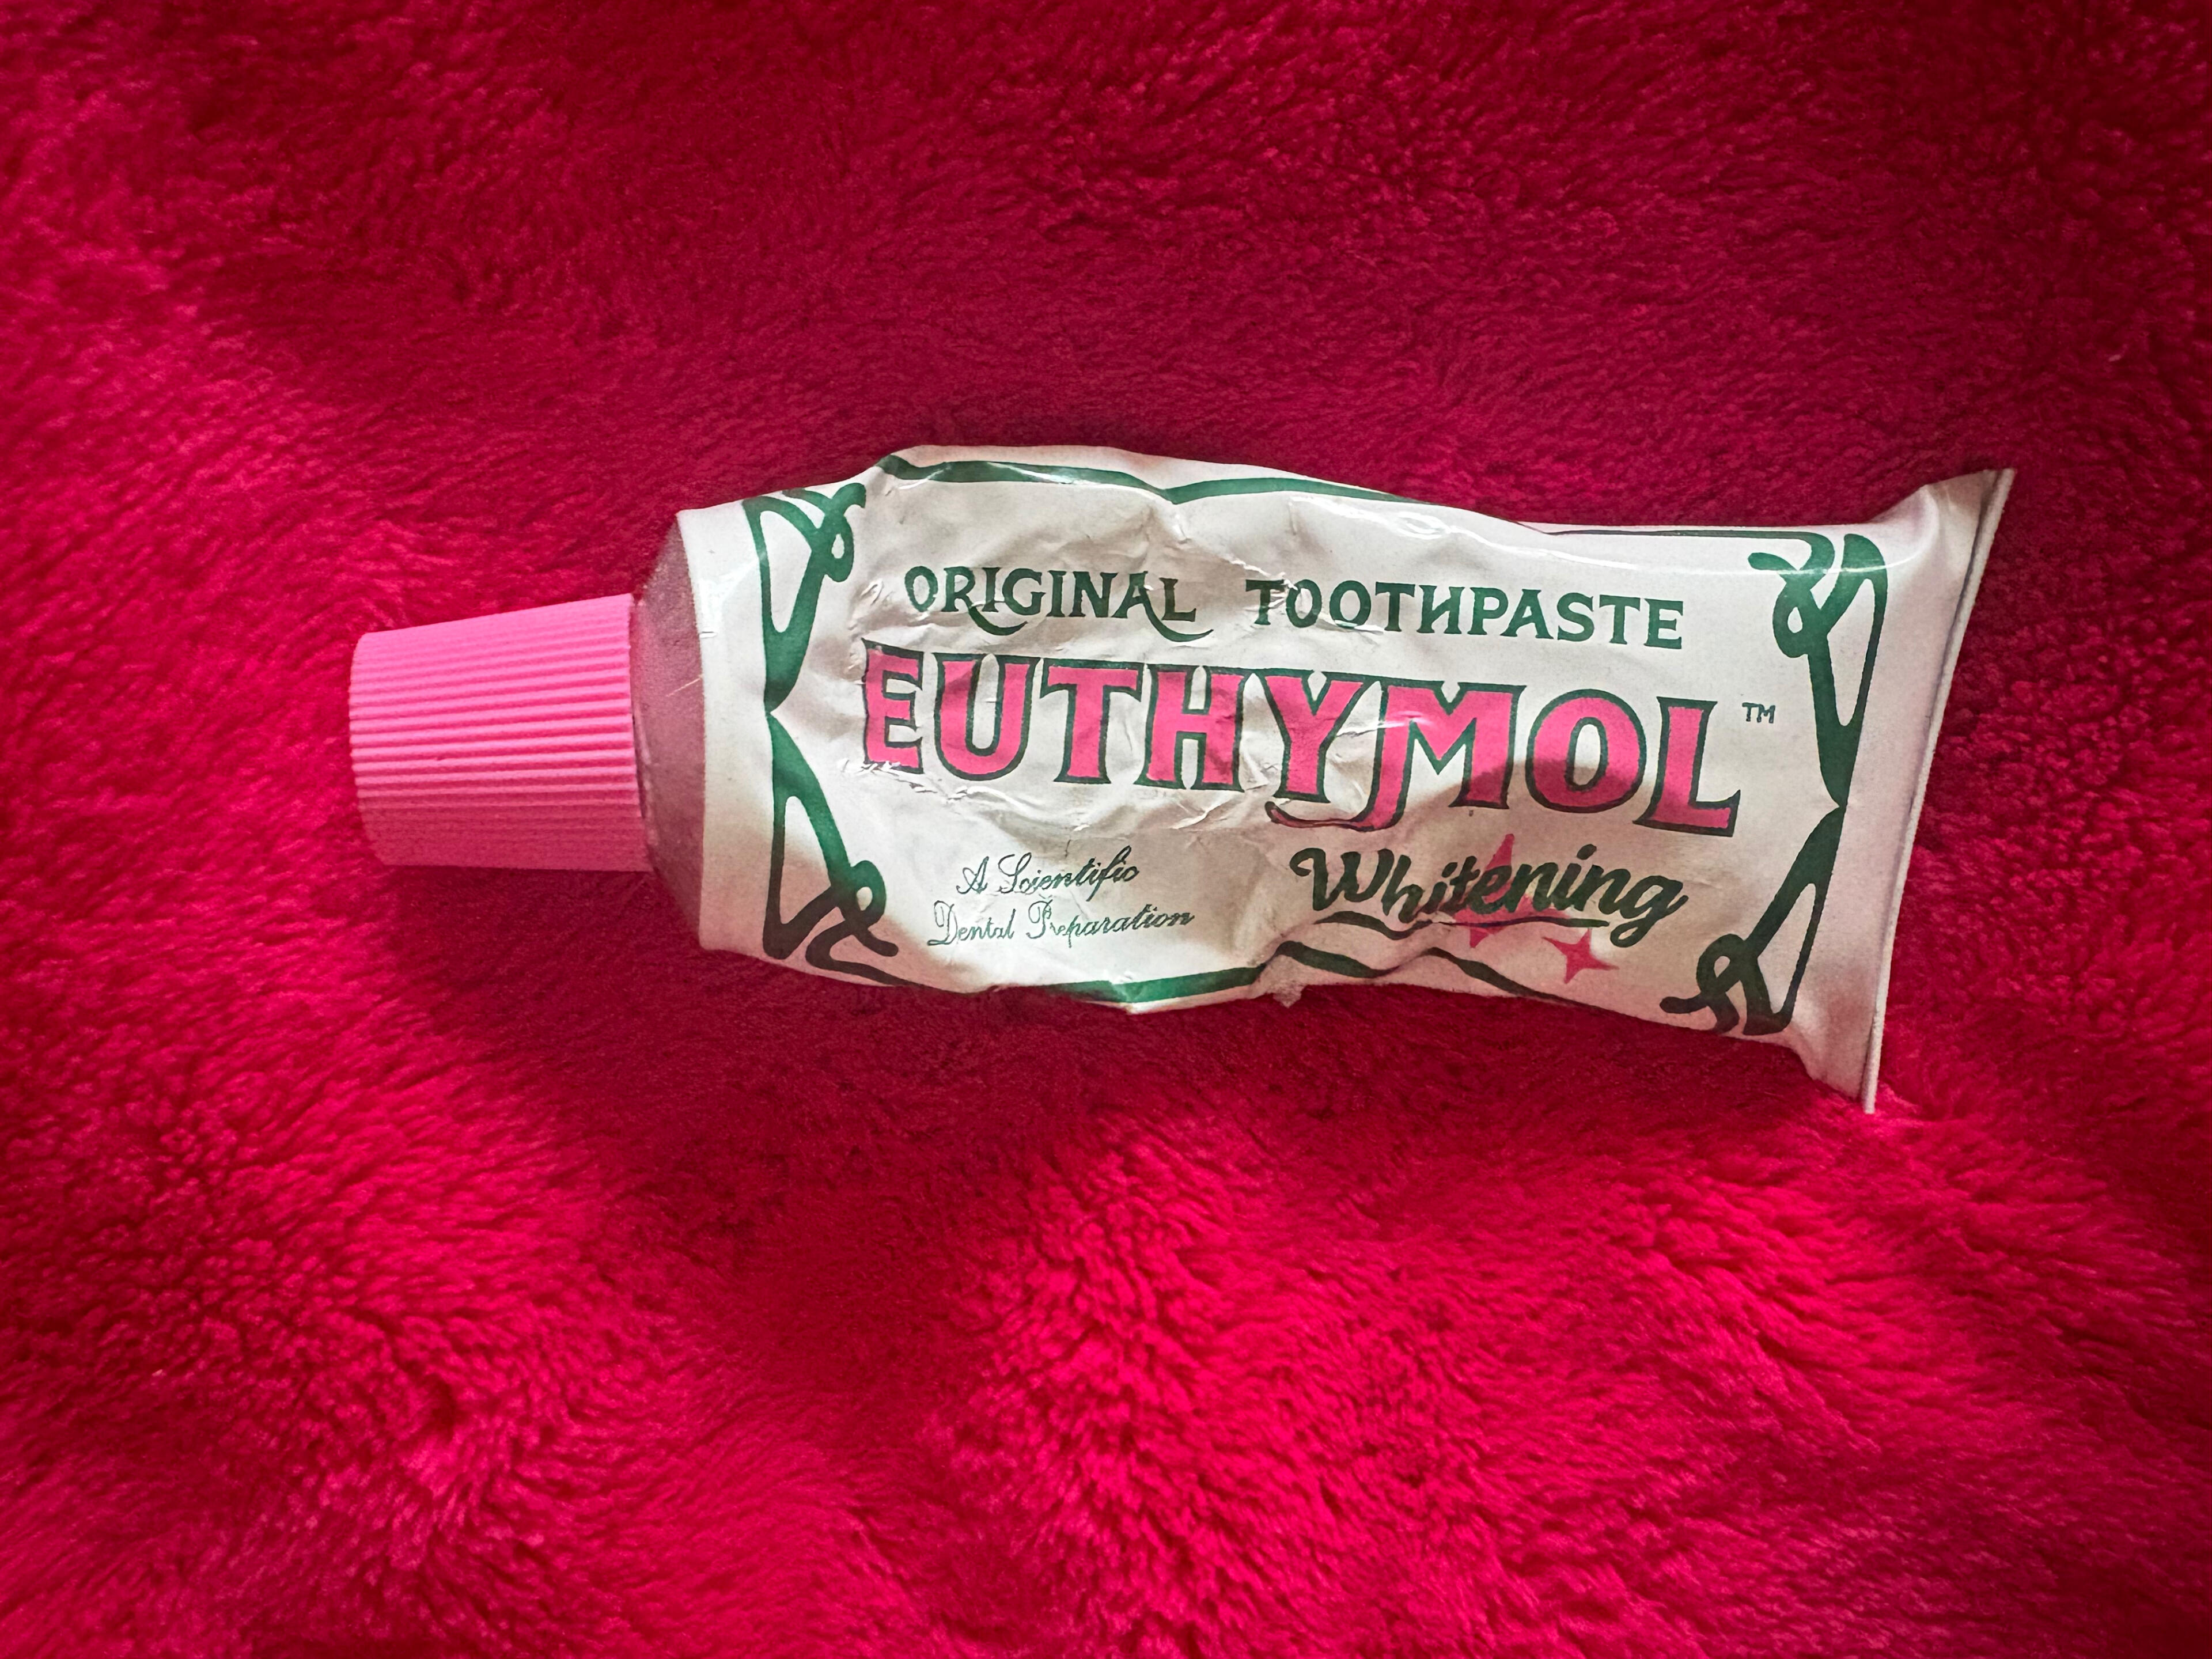 ORIGINAL TOOTHPASTE
EUTHYMOL™
A Scientific
Dental Preparation
Whitening